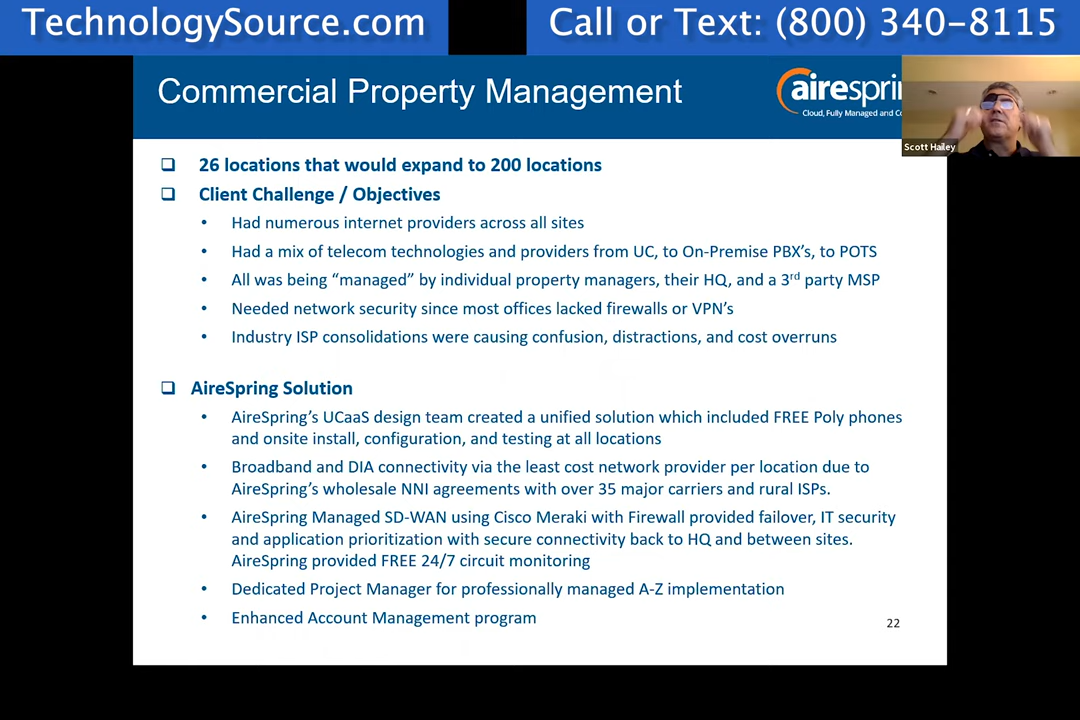 TechnologySource.com
Call or Text: (800) 340-8115
Commercial Property Management
airespri
Cloud, Fully Managed and Co
Scott Hailey
26 locations that would expand to 200 locations
Client Challenge / Objectives
• Had numerous internet providers across all sites
• Had a mix of telecom technologies and providers from UC, to On-Premise PBX's, to POTS
• All was being “managed” by individual property managers, their HQ, and a 3rd party MSP
• Needed network security since most offices lacked firewalls or VPN's
• Industry ISP consolidations were causing confusion, distractions, and cost overruns
AireSpring Solution
• AireSpring's UCaaS design team created a unified solution which included FREE Poly phones
and onsite install, configuration, and testing at all locations
• Broadband and DIA connectivity via the least cost network provider per location due to
AireSpring's wholesale NNI agreements with over 35 major carriers and rural ISPs.
• AireSpring Managed SD-WAN using Cisco Meraki with Firewall provided failover, IT security
and application prioritization with secure connectivity back to HQ and between sites.
AireSpring provided FREE 24/7 circuit monitoring
• Dedicated Project Manager for professionally managed A-Z implementation
• Enhanced Account Management program
22